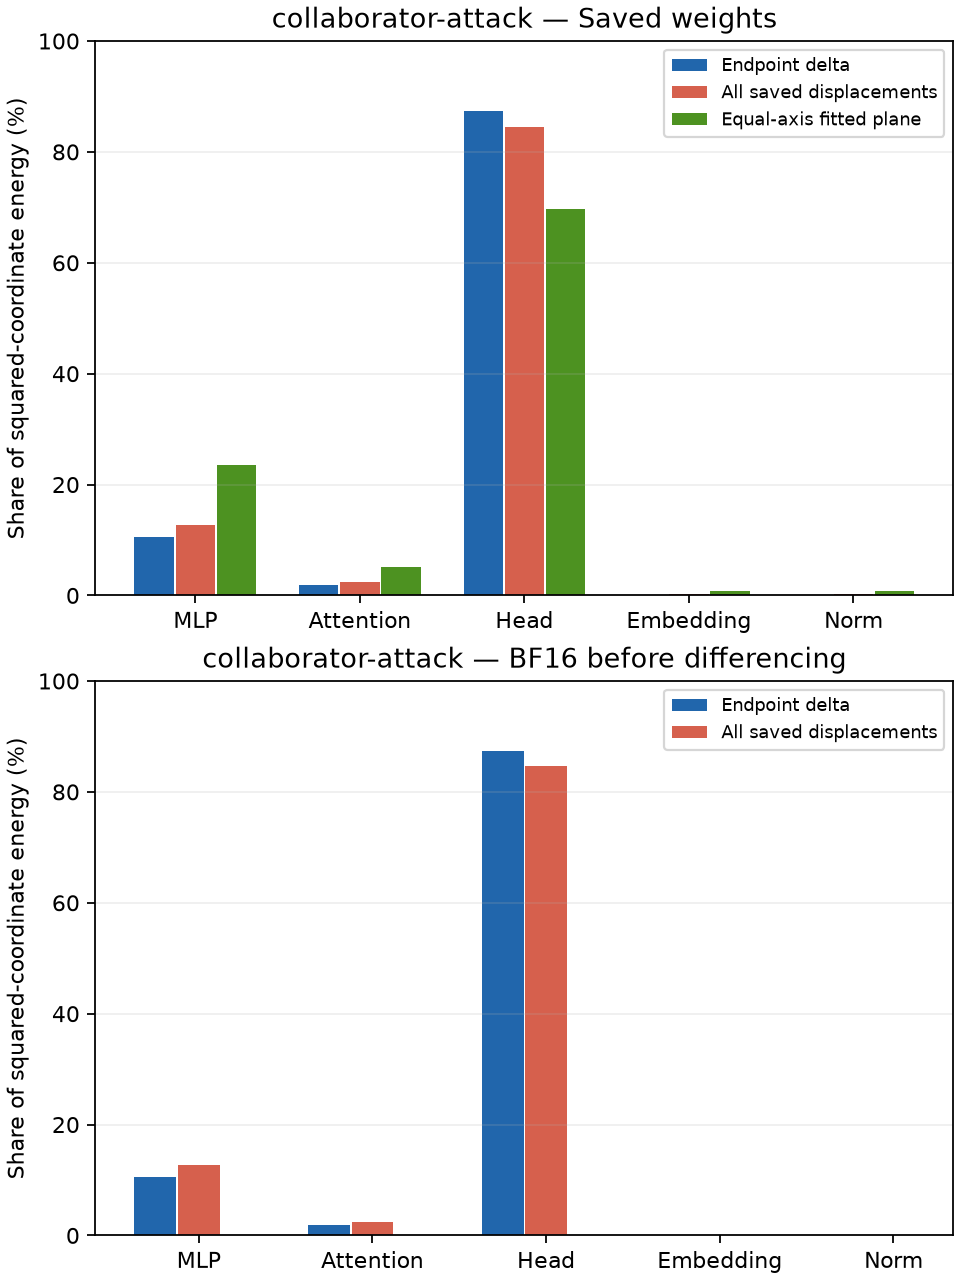 collaborator-attack — Saved weights
Share of squared-coordinate energy (%)
100
80
60
40
20
0
Endpoint delta
All saved displacements
Equal-axis fitted plane
MLP
Attention
Head
Embedding
Norm
collaborator-attack — BF16 before differencing
Share of squared-coordinate energy (%)
100
80
60
40
20
0
Endpoint delta
All saved displacements
MLP
Attention
Head
Embedding
Norm